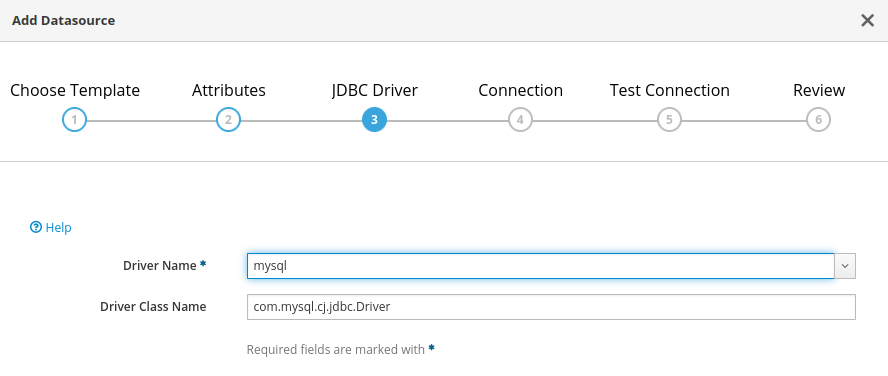 Add Datasource
Choose Template Attributes JDBC Driver Connection Test Connection Review
1 2 3 4 5 6
Help
Driver Name * mysql
Driver Class Name com.mysql.cj.jdbc.Driver
Required fields are marked with *